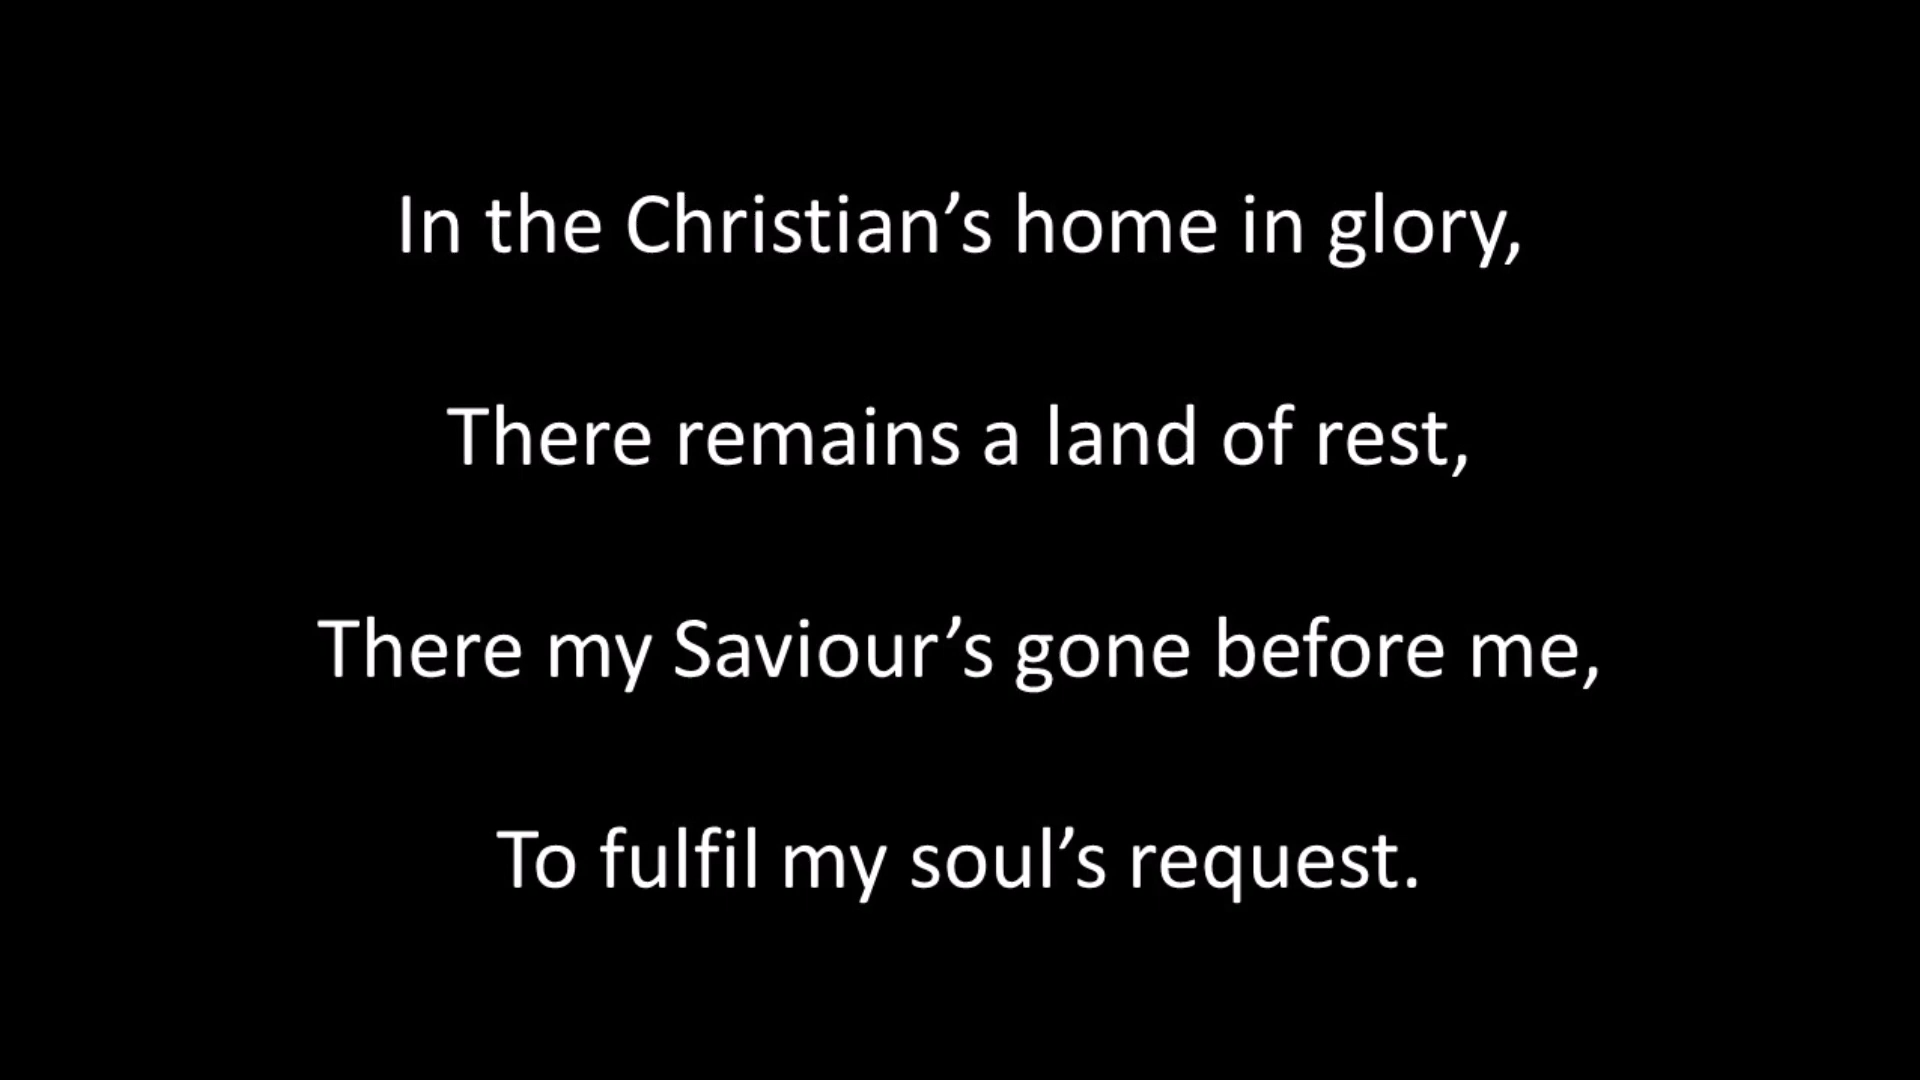 In the Christian’s home in glory,
There remains a land of rest,
There my Saviour’s gone before me,
To fulfil my soul’s request.